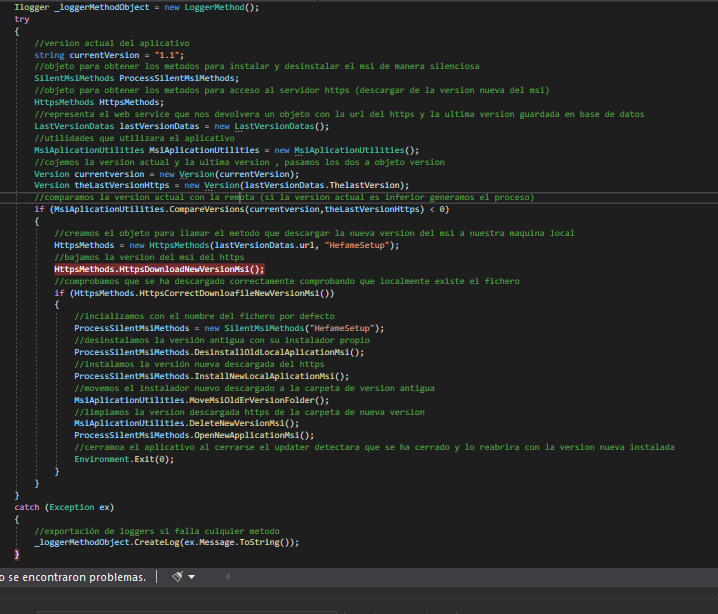 Ilogger _loggerMethodObject = new LoggerMethod();
try
{
//version actual del aplicativo
string currentVersion = "1.1";
//objeto para obtener los metodos para instalar y desinstalar el msi de manera silenciosa
SilentMsiMethods ProcessSilentMsiMethods;
//objeto para obtener los metodos para acceso al servidor https (descargar de la version nueva del msi)
HttpsMethods HttpsMethods;
//representa el web service que nos devolvera un objeto con la url del https y la ultima version guardada en base de datos
LastVersionDatas lastVersionDatas = new LastVersionDatas();
//utilidades que utilizara el aplicativo
MsiAplicationUtilities MsiAplicationUtilities = new MsiAplicationUtilities();
//cojemos la version actual y la ultima version , pasamos los dos a objeto version
Version currentversion = new Version(currentVersion);
Version theLastVersionHttps = new Version(lastVersionDatas.Thelastversion);
//comparamos la version actual con la remota (si la version actual es inferior generamos el proceso)
if (MsiAplicationUtilities.CompareVersions(currentversion,theLastVersionHttps) < 0)
{
//creamos el objeto para llamar el metodo que descargar la nueva version del msi a nuestra maquina local
HttpsMethods = new HttpsMethods(lastVersionDatas.url, "HefameSetup");
//bajamos la version del msi del https
HttpsMethods.HttpsDownloadNewVersionMsi();
//comprobamos que se ha descargado correctamente comprobando que localmente existe el fichero
if (HttpsMethods.HttpsCorrectDownloafileNewVersionMsi())
{
//incializamos con el nombre del fichero por defecto
ProcessSilentMsiMethods = new SilentMsiMethods("HefameSetup");
//desinstalamos la versión antigua con su instalador propio
ProcessSilentMsiMethods.DesinstallOldLocalAplicationMsi();
//instalamos la versión nueva descargada del https
ProcessSilentMsiMethods.InstallNewLocalAplicationMsi();
//movemos el instalador nuevo descargado a la carpeta de version antigua
MsiAplicationUtilities.MoveMsiOldErVersionFolder();
//limpiamos la version descargada https de la carpeta de nueva version
MsiAplicationUtilities.DeleteNewVersionMsi();
ProcessSilentMsiMethods.OpenNewApplicationMsi();
//cerramoa el aplicativo al cerrarse el updater detectara que se ha cerrado y lo reabrira con la version nueva instalada
Environment.Exit(0);
}
}
}
catch (Exception ex)
{
//exportación de loggers si falla culquier metodo
_loggerMethodObject.CreateLog(ex.Message.ToString());
}
o se encontraron problemas.